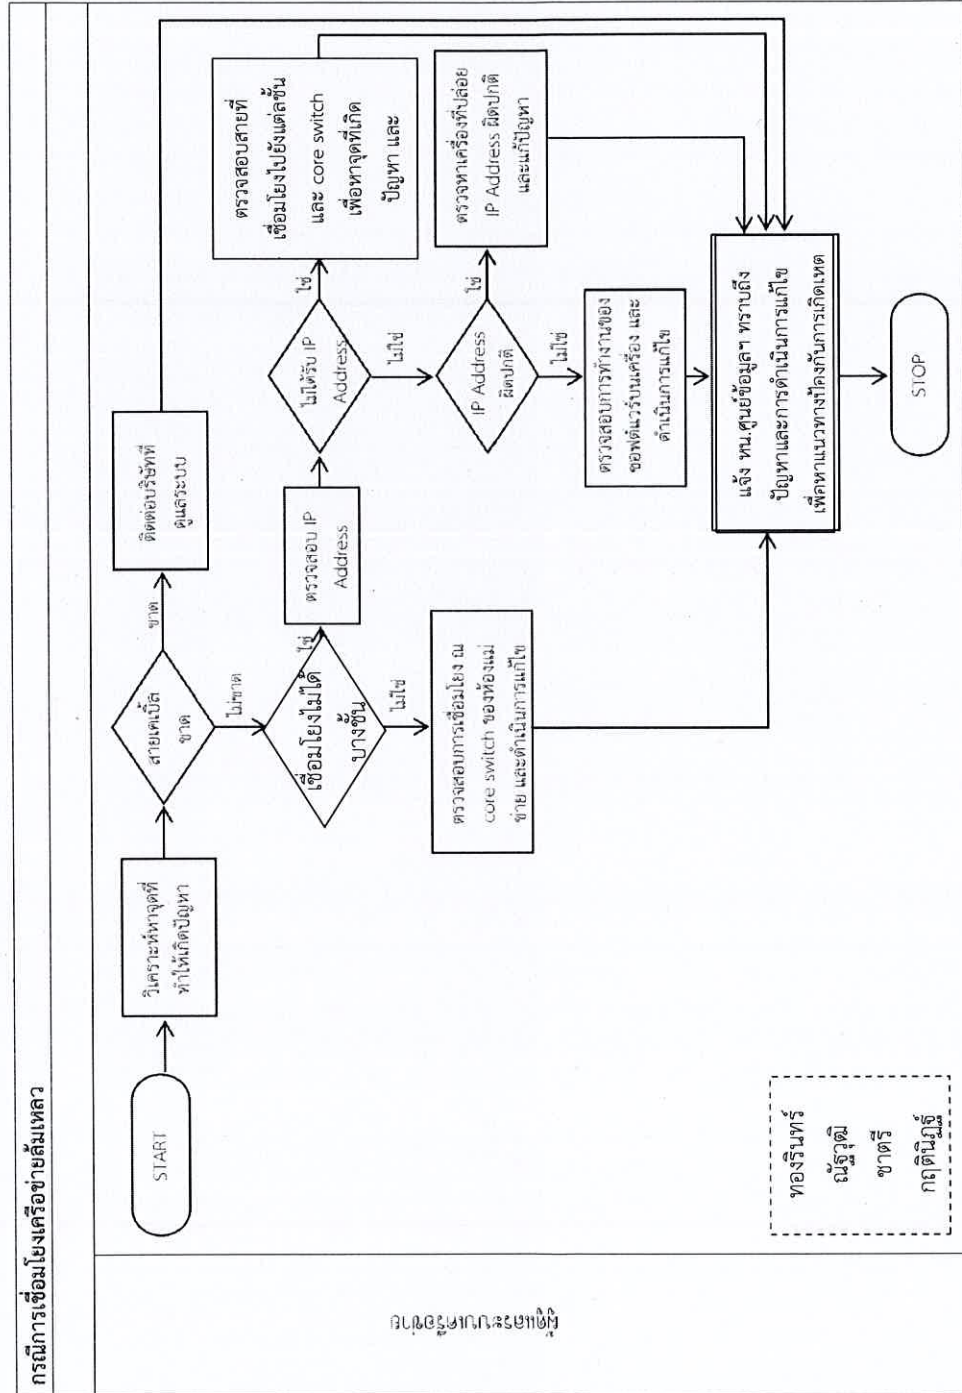 กรณีการเชื่อมโยงเครือข่ายล้มเหลว
ผู้ดูแลระบบเครือข่าย
START
วิเคราะห์หาจุดที่
ทำให้เกิดปัญหา
สายเคเบิ้ล
ขาด
ขาด
ติดต่อบริษัทที่
ดูแลระบบ
ไม่ขาด
เชื่อมโยงไม่ได้
บางชั้น
ใช่
ตรวจสอบ IP
Address
ไม่ได้รับ IP
Address
ใช่
ตรวจสอบสายที่
เชื่อมโยงไปยังแต่ละชั้น
และ core switch
เพื่อหาจุดที่เกิด
ปัญหา และ
ไม่ใช่
IP Address
ผิดปกติ
ใช่
ตรวจหาเครื่องที่ปล่อย
IP Address ผิดปกติ
และแก้ปัญหา
ไม่ใช่
ตรวจสอบการทำงานของ
ซอฟต์แวร์บนเครื่อง และ
ดำเนินการแก้ไข
ไม่ใช่
ตรวจสอบการเชื่อมโยง ณ
core switch ของห้องแม่
ข่าย และดำเนินการแก้ไข
แจ้ง หน.ศูนย์ข้อมูลฯ ทราบถึง
ปัญหาและการดำเนินการแก้ไข
เพื่อหาแนวทางป้องกันการเกิดเหต
STOP
ทองรินทร์
ณัฐวุฒิ
ชาตรี
กฤตินิฏฐ์